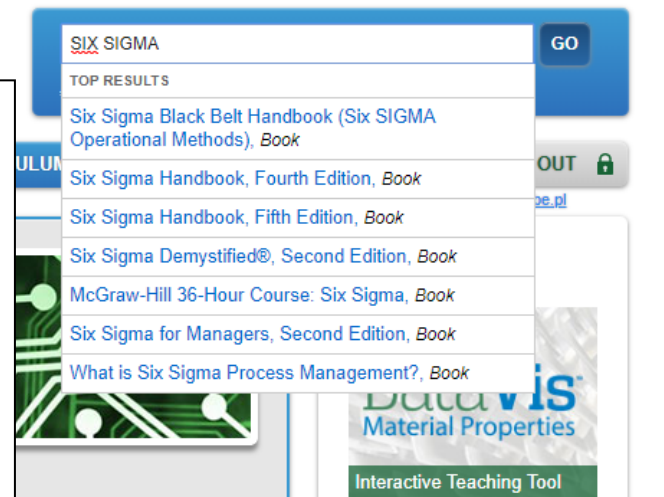 SIX SIGMA
GO
TOP RESULTS
Six Sigma Black Belt Handbook (Six SIGMA
Operational Methods), Book
ULUM
OUT
Six Sigma Handbook, Fourth Edition, Book
pe.pl
Six Sigma Handbook, Fifth Edition, Book
Six Sigma Demystified®, Second Edition, Book
McGraw-Hill 36-Hour Course: Six Sigma, Book
Six Sigma for Managers, Second Edition, Book
What is Six Sigma Process Management?, Book
DataVis
Material Properties
Interactive Teaching Tool